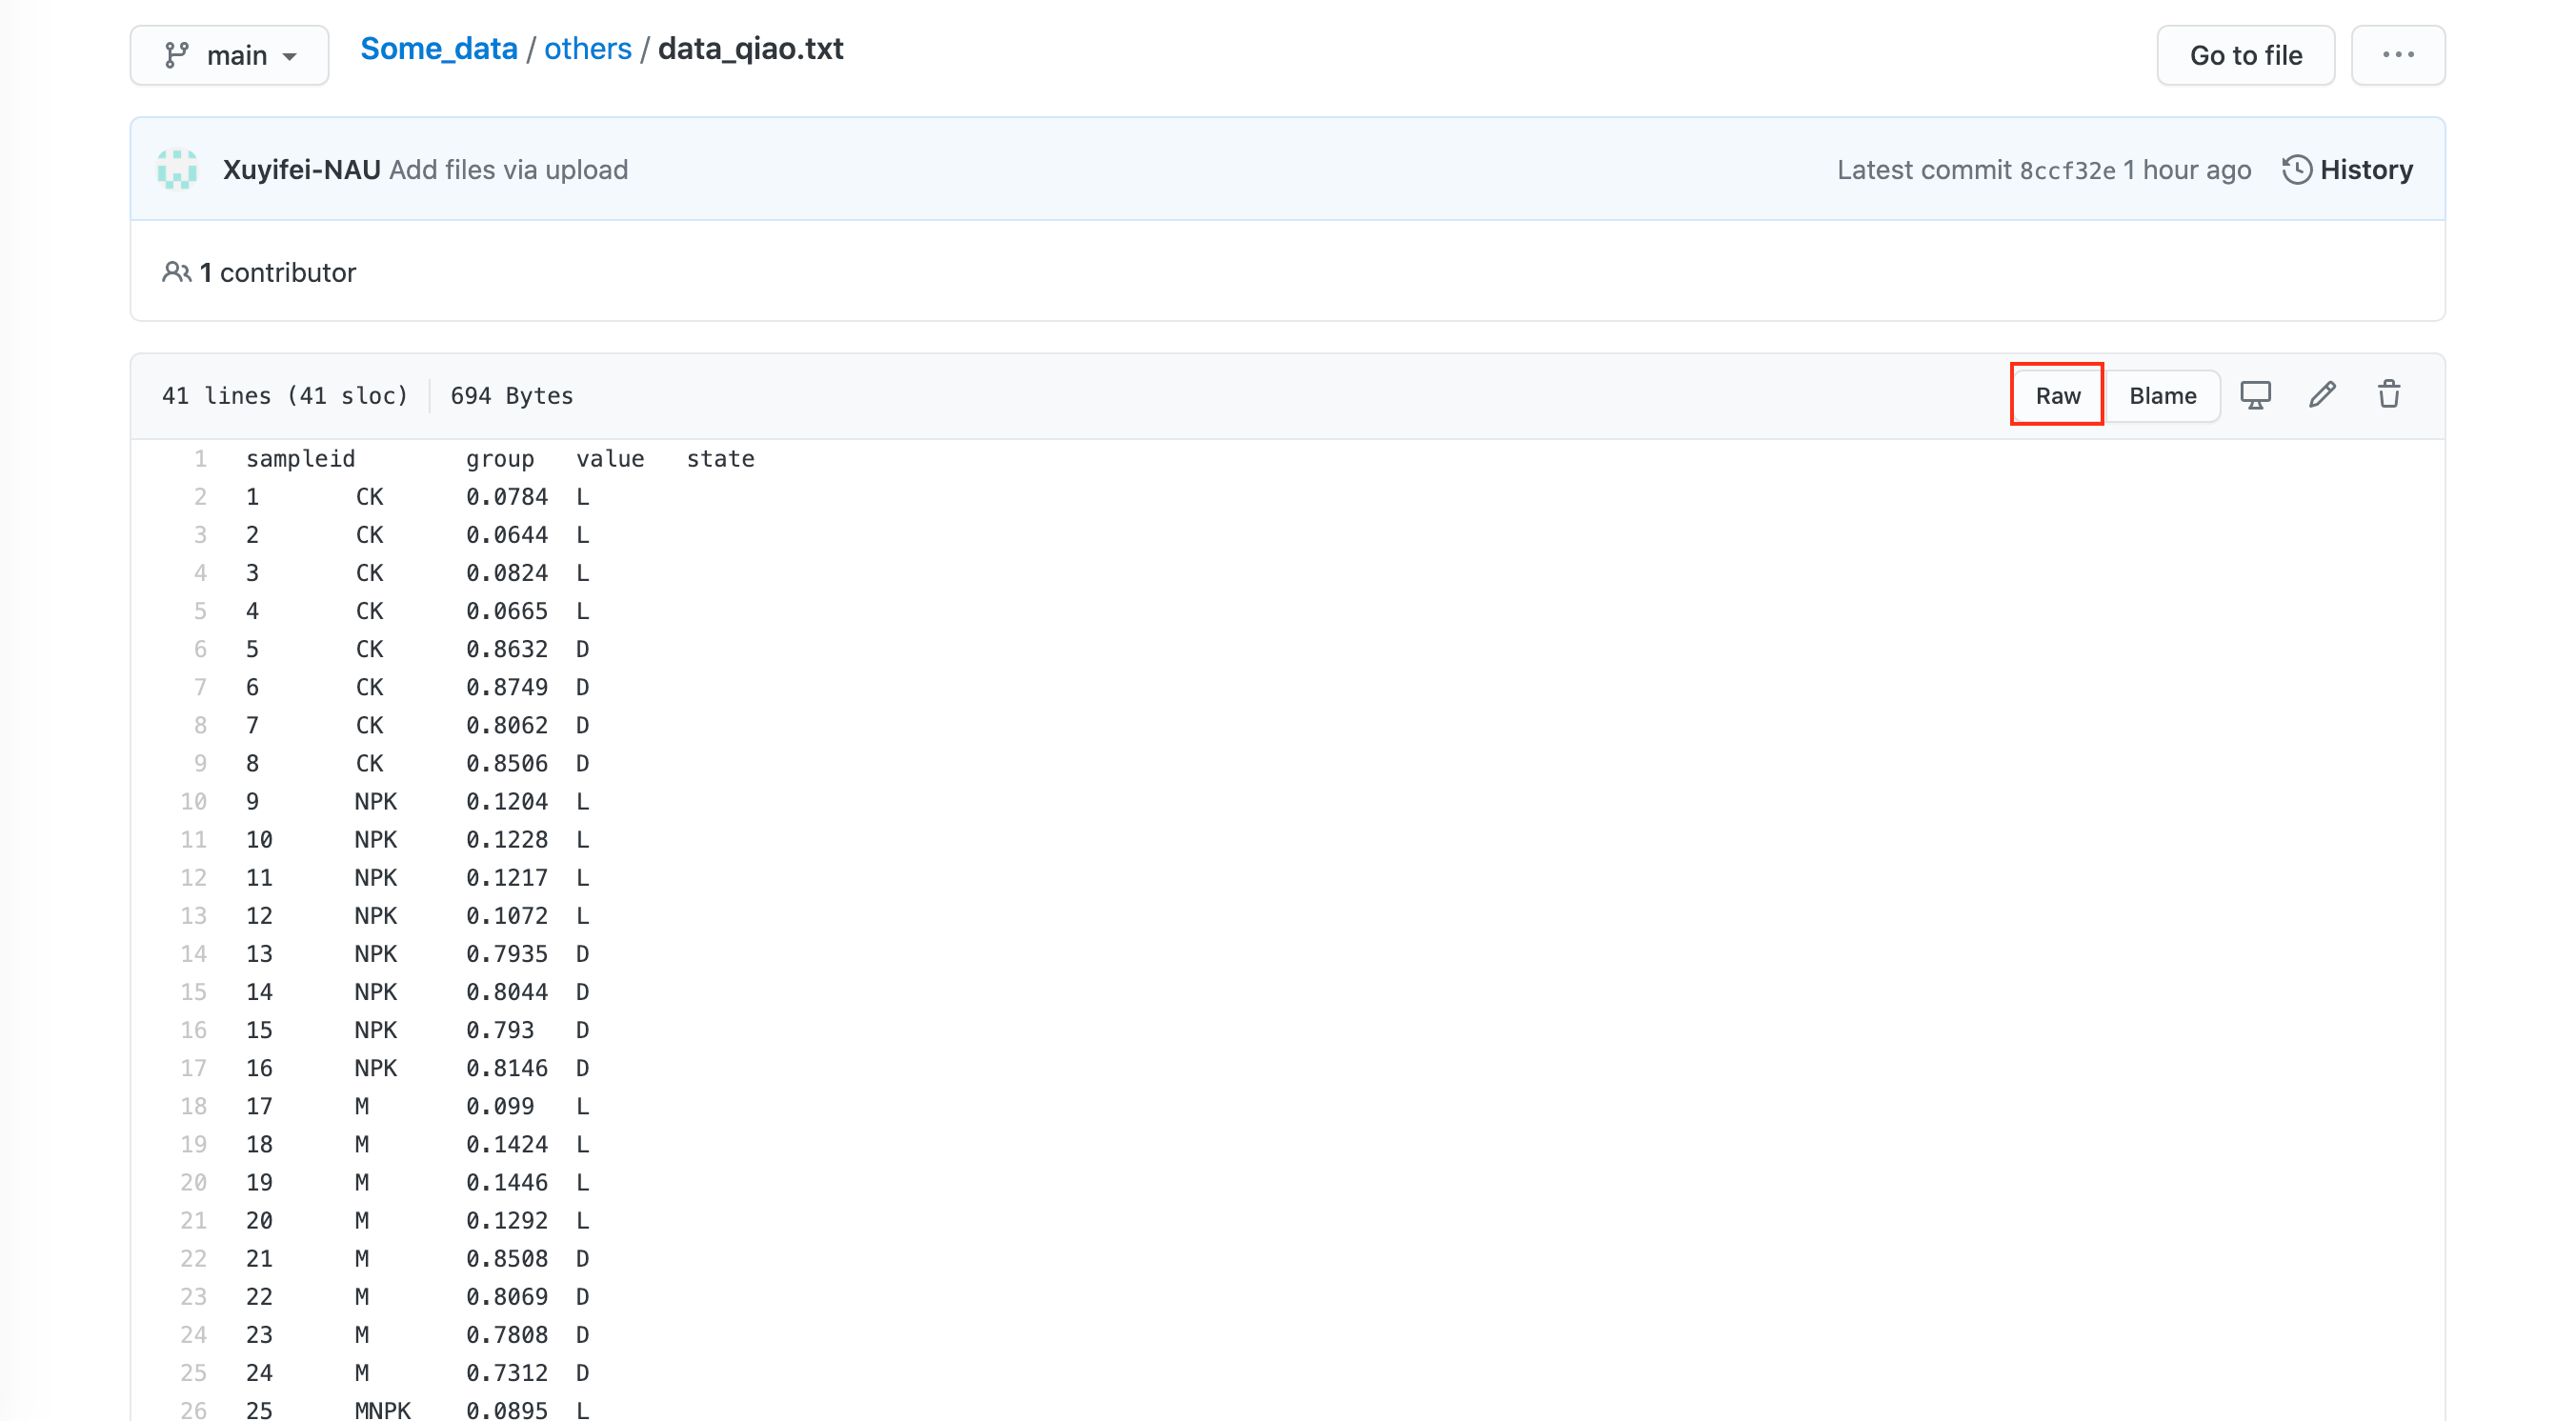 main Some_data / others / data_qiao.txt Go to file ...
Xuyifei-NAU Add files via upload Latest commit 8ccf32e 1 hour ago History
1 contributor
41 lines (41 sloc) 694 Bytes Raw Blame
1 sampleid group value state
2 1 CK 0.0784 L
3 2 CK 0.0644 L
4 3 CK 0.0824 L
5 4 CK 0.0665 L
6 5 CK 0.8632 D
7 6 CK 0.8749 D
8 7 CK 0.8062 D
9 8 CK 0.8506 D
10 9 NPK 0.1204 L
11 10 NPK 0.1228 L
12 11 NPK 0.1217 L
13 12 NPK 0.1072 L
14 13 NPK 0.7935 D
15 14 NPK 0.8044 D
16 15 NPK 0.793 D
17 16 NPK 0.8146 D
18 17 M 0.099 L
19 18 M 0.1424 L
20 19 M 0.1446 L
21 20 M 0.1292 L
22 21 M 0.8508 D
23 22 M 0.8069 D
24 23 M 0.7808 D
25 24 M 0.7312 D
26 25 MNPK 0.0895 L